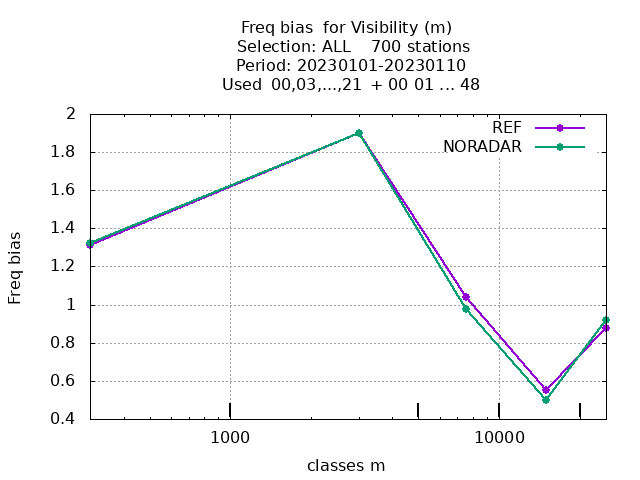 Freq bias  for Visibility (m)
Selection: ALL    700 stations
Period: 20230101-20230110
Used  00,03,...,21  + 00 01 ... 48
REF
NORADAR
2
1.8
1.6
1.4
1.2
1
0.8
0.6
0.4
Freq bias
1000
10000
classes m